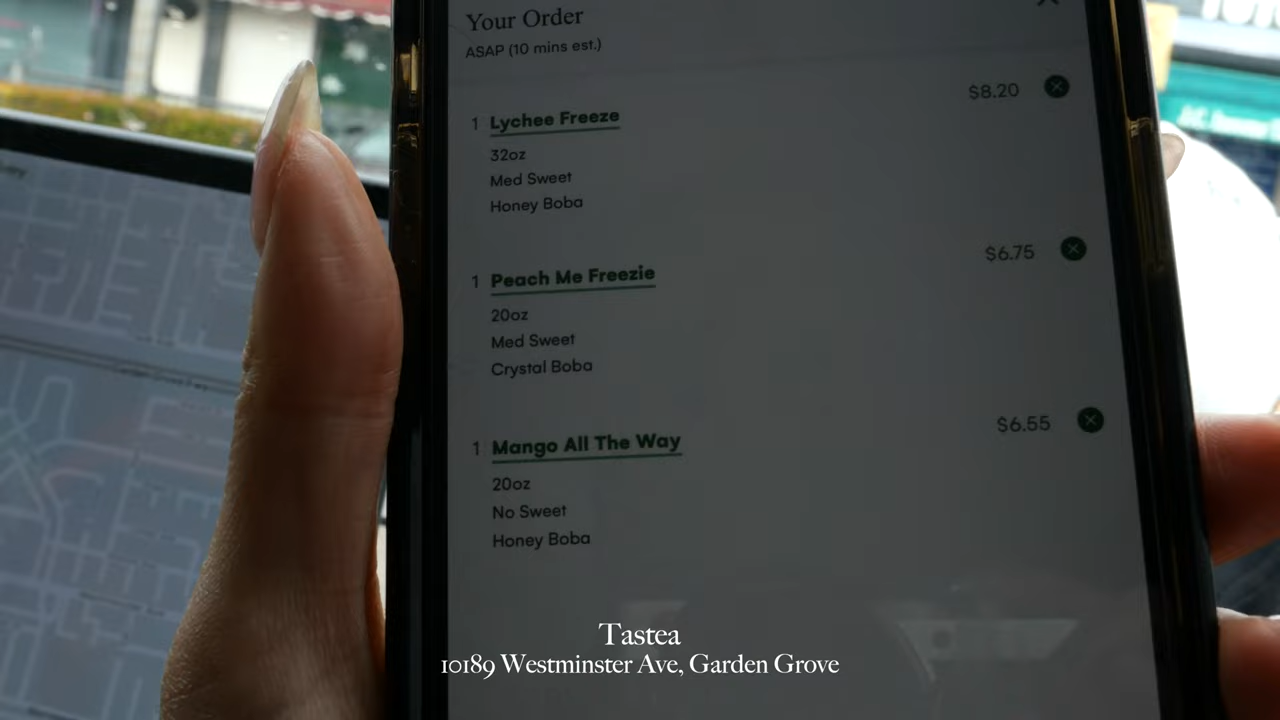 Your Order
ASAP (10 mins est.)
$8.20
1 Lychee Freeze
32oz
Med Sweet
Honey Boba
$6.75
1 Peach Me Freezie
20oz
Med Sweet
Crystal Boba
$6.55
1 Mango All The Way
20oz
No Sweet
Honey Boba
Tastea
10189 Westminster Ave, Garden Grove